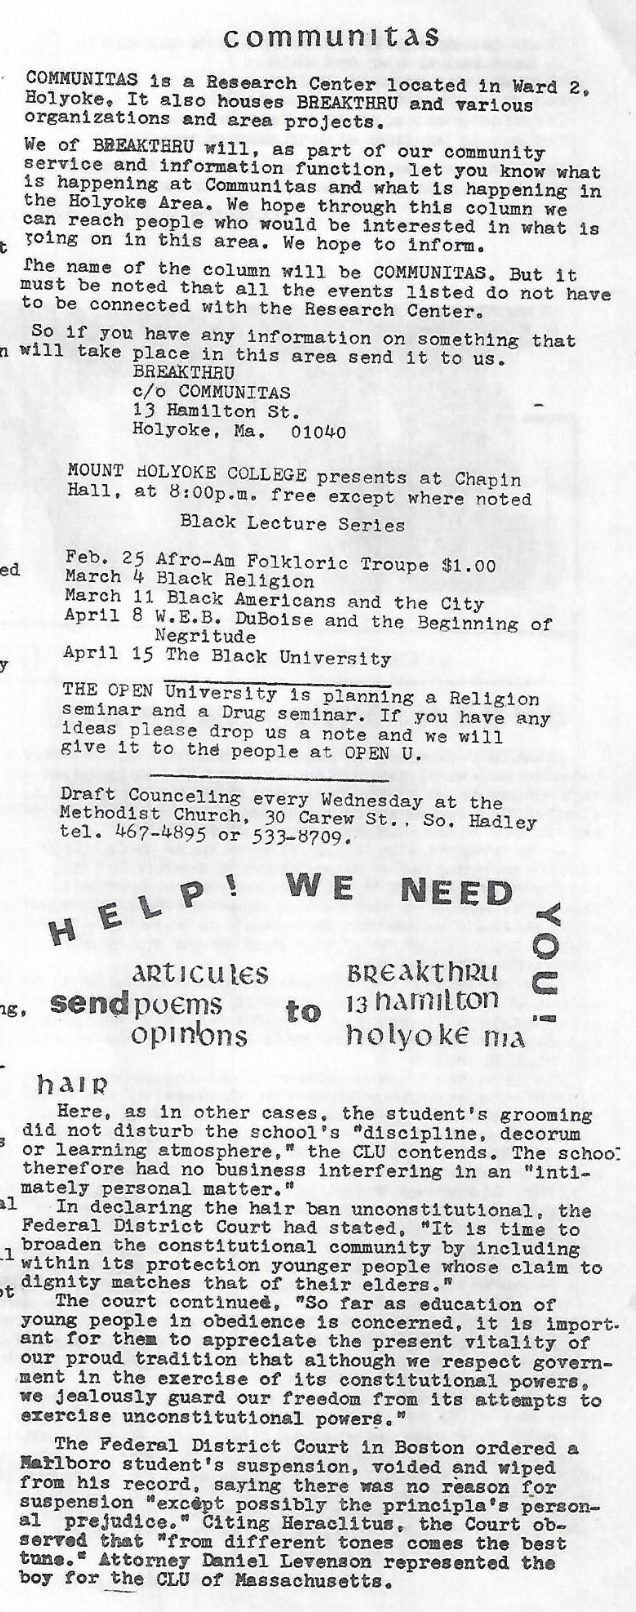 communitas
COMMUNITAS is a Research Center located in Ward 2,
Holyoke. It also houses BREAKTHRU and various
organizations and area projects.
We of BREAKTHRU will, as part of our community
service and information function, let you know what
is happening at Communitas and what is happening in
the Holyoke Area. We hope through this column we
can reach people who would be interested in what is
going on in this area. We hope to inform.
The name of the column will be COMMUNITAS. But it
must be noted that all the events listed do not have
to be connected with the Research Center.
So if you have any information on something that
will take place in this area send it to us.
BREAKTHRU
c/o COMMUNITAS
13 Hamilton St.
Holyoke, Ma. 01040
MOUNT HOLYOKE COLLEGE presents at Chapin
Hall, at 8:00p.m. free except where noted
Black Lecture Series
Feb. 25 Afro-Am Folkloric Troupe $1.00
March 4 Black Religion
March 11 Black Americans and the City
April 8 W.E.B. DuBoise and the Beginning of
Negritude
April 15 The Black University
THE OPEN University is planning a Religion
seminar and a Drug seminar. If you have any
ideas please drop us a note and we will
give it to the people at OPEN U.
Draft Counceling every Wednesday at the
Methodist Church, 30 Carew St., So. Hadley
tel. 467-4895 or 533-8709.
HELP! WE NEED YOU!
send articules poems opinions to BREAKthRU 13 hamilton holyoke ma
hAIR
Here, as in other cases, the student's grooming
did not disturb the school's "discipline, decorum
or learning atmosphere," the CLU contends. The school
therefore had no business interfering in an "inti-
mately personal matter."
In declaring the hair ban unconstitutional, the
Federal District Court had stated, "It is time to
broaden the constitutional community by including
within its protection younger people whose claim to
dignity matches that of their elders."
The court continued, "So far as education of
young people in obedience is concerned, it is import-
ant for them to appreciate the present vitality of
our proud tradition that although we respect govern-
ment in the exercise of its constitutional powers,
we jealously guard our freedom from its attempts to
exercise unconstitutional powers."
The Federal District Court in Boston ordered a
Marlboro student's suspension, voided and wiped
from his record, saying there was no reason for
suspension "except possibly the principla's person-
al prejudice." Citing Heraclitus, the Court ob-
served that "from different tones comes the best
tune." Attorney Daniel Levenson represented the
boy for the CLU of Massachusetts.